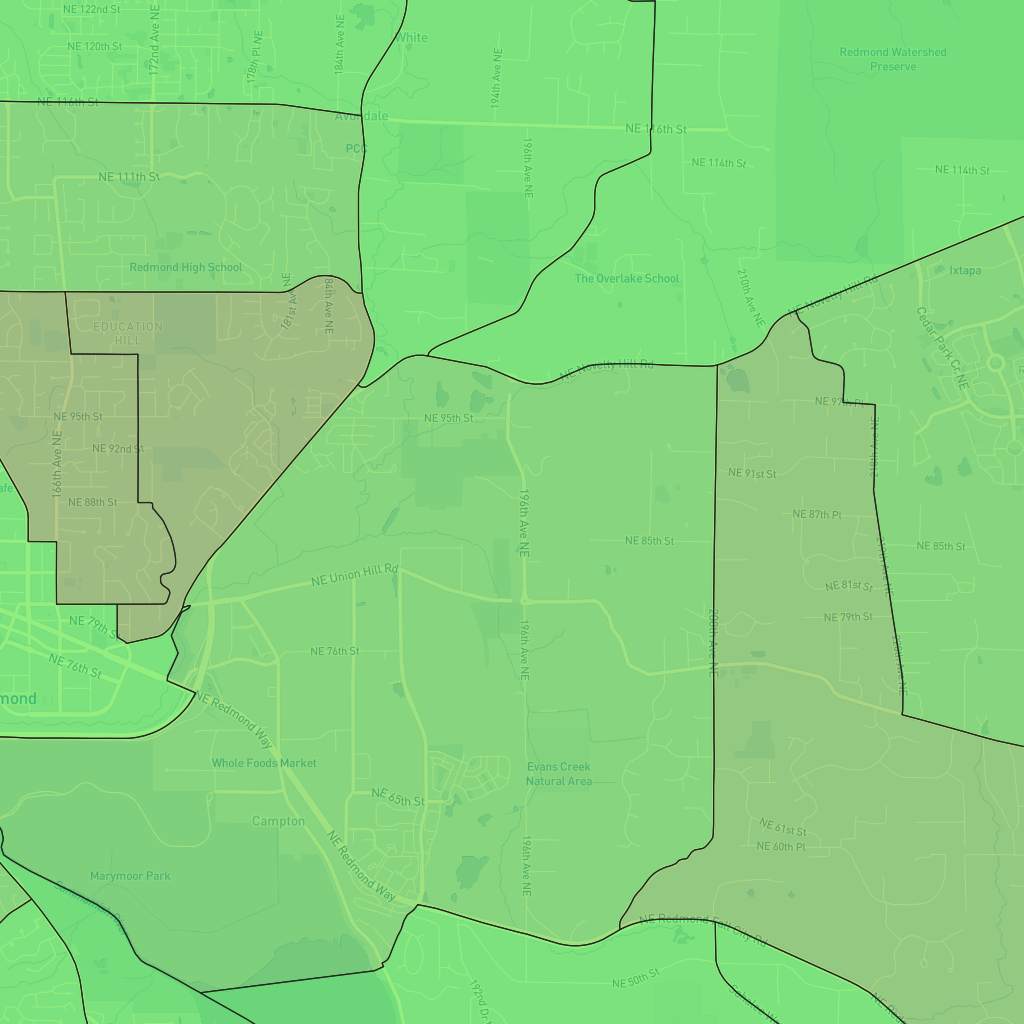 NE 122nd St
172nd Ave NE
178th Pl NE
184th Ave NE
White
NE 120th St
194th Ave NE
Redmond Watershed
Preserve
NE 116th St
Avondale
NE 116th St
PCC
196th Ave NE
NE 114th St
NE 114th St
NE 111th St
Redmond High School
The Overlake School
Ixtapa
181st Ave NE
84th Ave NE
210th Ave NE
NE Novelty Hill Rd
EDUCATION
HILL
Cedar Park Cr NE
NE Novelty Hill Rd
NE 95th St
NE 95th St
NE 97th Pl
NE 92nd St
166th Ave NE
NE 91st St
NE 88th St
196th Ave NE
NE 87th Pl
NE 85th St
NE 85th St
NE Union Hill Rd
NE 81st St
NE 79th St
NE 79th St
196th Ave NE
208th Ave NE
NE 76th St
NE 76th St
mond
NE Redmond Way
Whole Foods Market
Evans Creek
Natural Area
NE 65th St
Campton
NE 61st St
NE 60th Pl
Marymoor Park
NE Redmond Way
196th Ave NE
NE Redmond Fall City Rd
NE 50th St
192nd Dr N